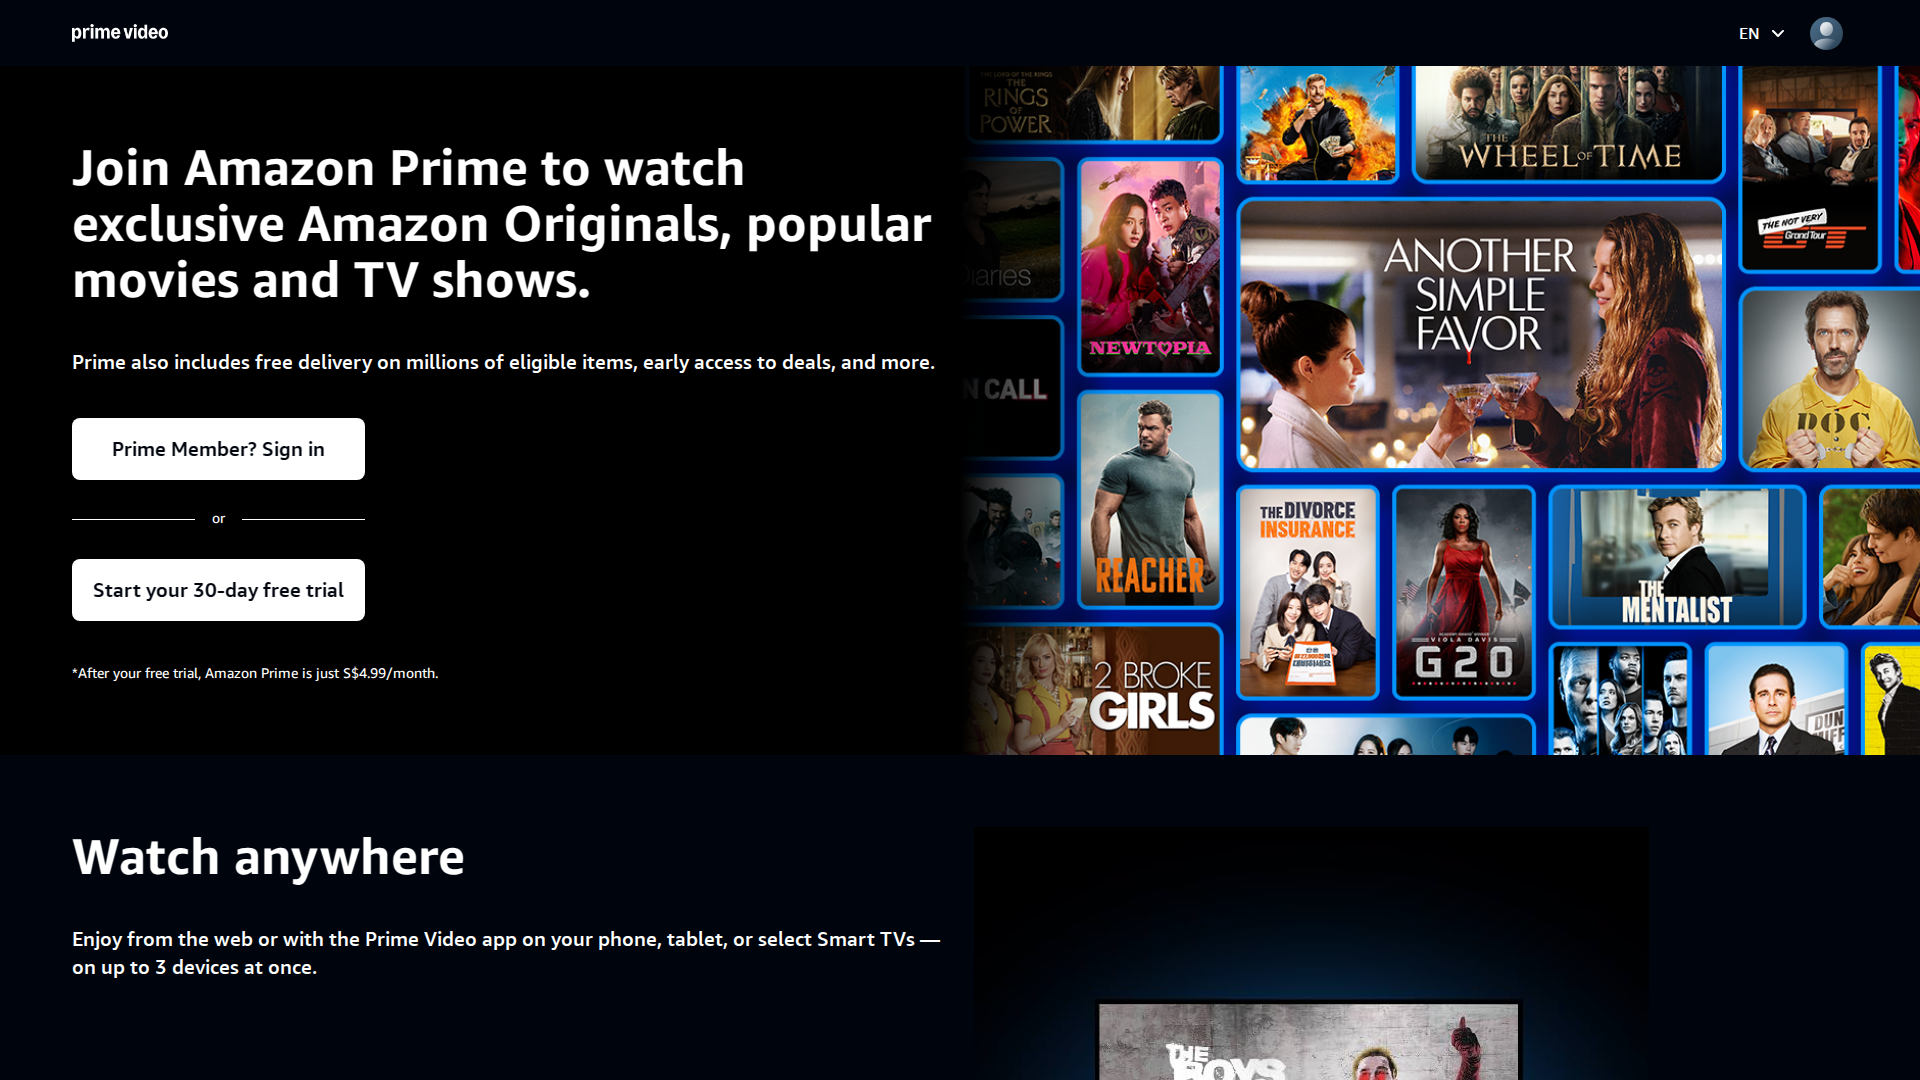 prime video
EN
Join Amazon Prime to watch
exclusive Amazon Originals, popular
movies and TV shows.
Prime also includes free delivery on millions of eligible items, early access to deals, and more.
Prime Member? Sign in
or
Start your 30-day free trial
*After your free trial, Amazon Prime is just S$4.99/month.
THE LORD OF THE RINGS
THE
RINGS
OF
POWER
THE
WHEEL OF TIME
THE NOT VERY
Grand Tour
iaries
NEWTOPIA
ANOTHER
SIMPLE
FAVOR
N CALL
DOC
REACHER
THE DIVORCE
INSURANCE
VIOLA DAVIS
G20
THE
MENTALIST
2 BROKE
GIRLS
Watch anywhere
Enjoy from the web or with the Prime Video app on your phone, tablet, or select Smart TVs —
on up to 3 devices at once.
THE
BOYS